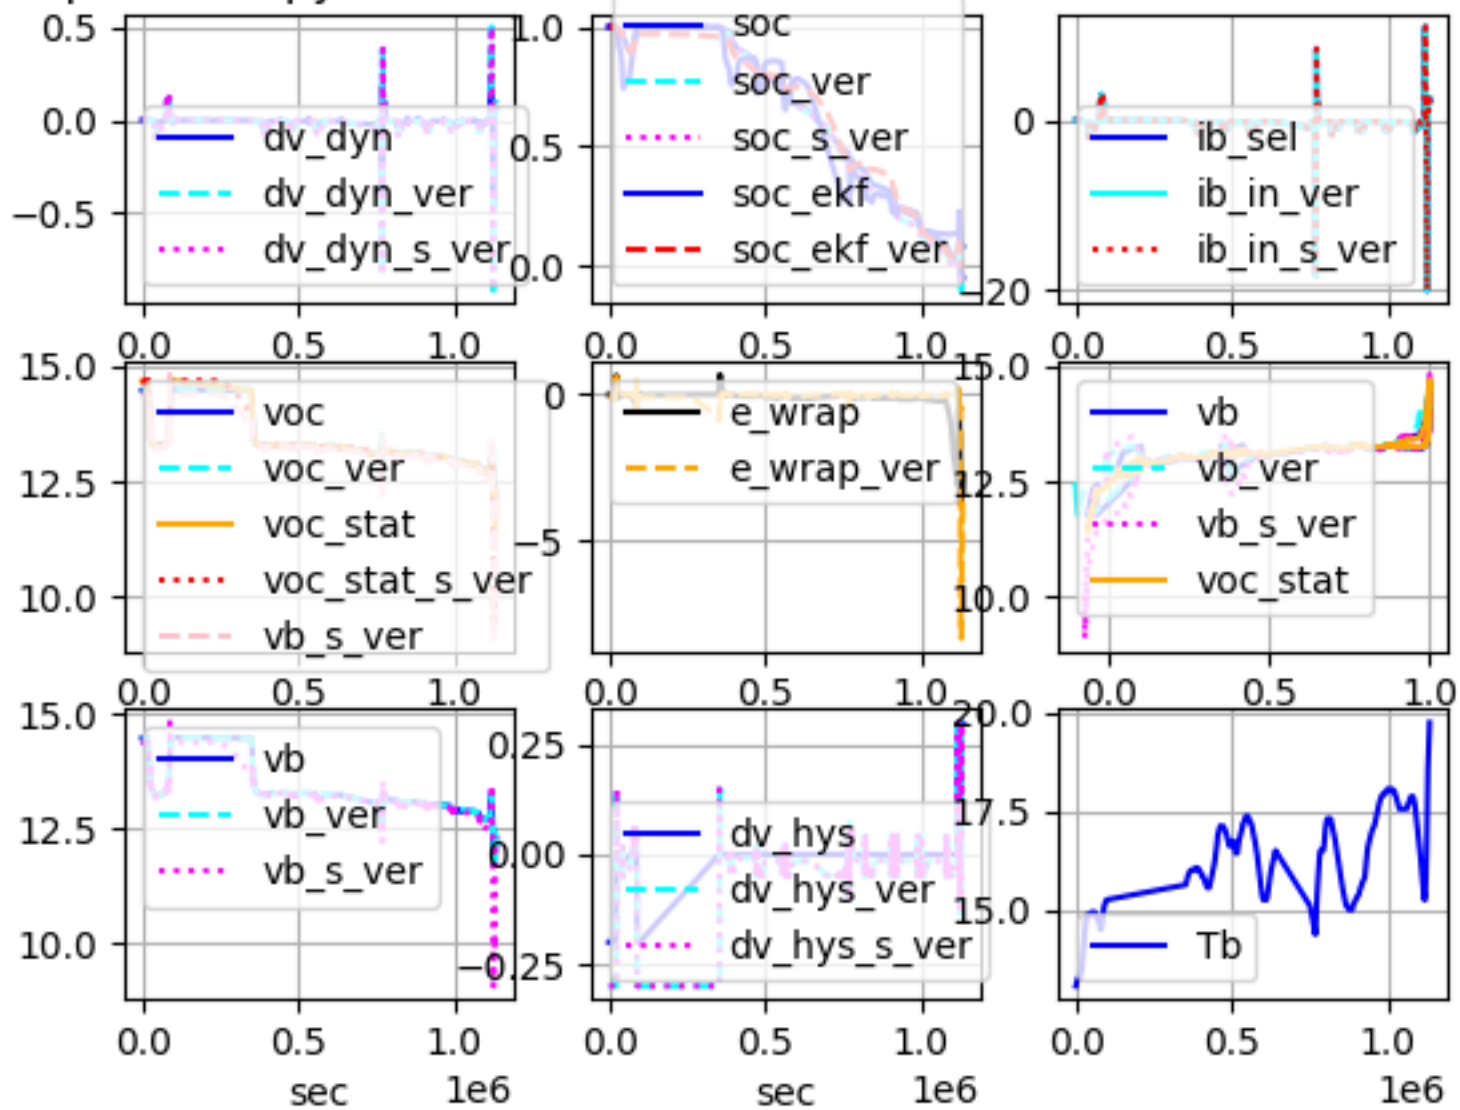 0.5
0.0
−0.5
dv_dyn
dv_dyn_ver
dv_dyn_s_ver
0.0
0.5
1.0
1.0
0.5
0.0
soc
soc_ver
soc_s_ver
soc_ekf
soc_ekf_ver
0.0
0.5
1.0
0
−20
ib_sel
ib_in_ver
ib_in_s_ver
0.0
0.5
1.0
15.0
12.5
10.0
voc
voc_ver
voc_stat
voc_stat_s_ver
vb_s_ver
0.0
0.5
1.0
0
−5
e_wrap
e_wrap_ver
0.0
0.5
1.0
15.0
12.5
10.0
vb
vb_ver
vb_s_ver
voc_stat
0.0
0.5
1.0
15.0
12.5
10.0
vb
vb_ver
vb_s_ver
0.0
0.5
1.0
sec
1e6
0.25
0.00
−0.25
dv_hys
dv_hys_ver
dv_hys_s_ver
0.0
0.5
1.0
sec
1e6
20.0
17.5
15.0
Tb
0.0
0.5
1.0
1e6